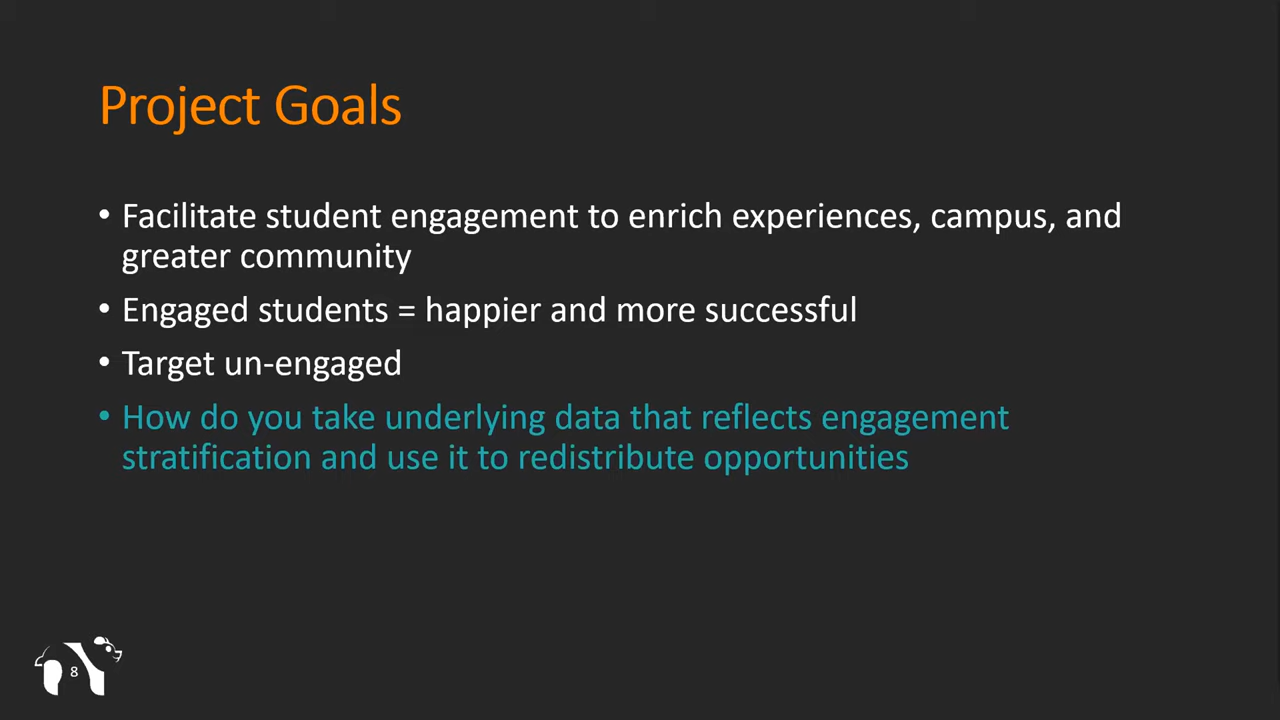 Project Goals
• Facilitate student engagement to enrich experiences, campus, and
greater community
• Engaged students = happier and more successful
• Target un-engaged
• How do you take underlying data that reflects engagement
stratification and use it to redistribute opportunities
8